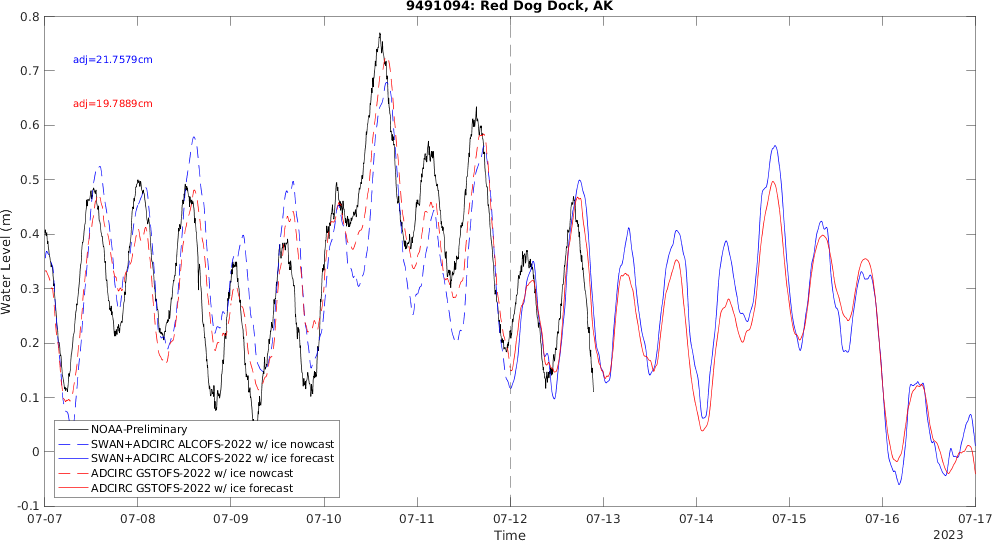 9491094: Red Dog Dock, AK
adj=21.7579cm
adj=19.7889cm
Water Level (m)
0.8
0.7
0.6
0.5
0.4
0.3
0.2
0.1
0
-0.1
NOAA-Preliminary
SWAN+ADCIRC ALCOFS-2022 w/ ice nowcast
SWAN+ADCIRC ALCOFS-2022 w/ ice forecast
ADCIRC GSTOFS-2022 w/ ice nowcast
ADCIRC GSTOFS-2022 w/ ice forecast
07-07 07-08 07-09 07-10 07-11 07-12 07-13 07-14 07-15 07-16 07-17
Time
2023